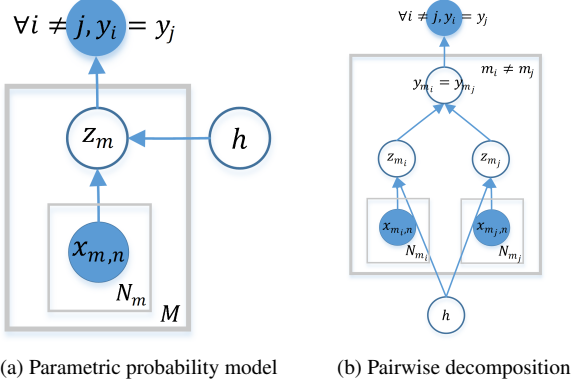 ∀i ≠ j, y_i = y_j
z_m
h
x_{m,n}
N_m
M
(a) Parametric probability model
∀i ≠ j, y_i = y_j
m_i ≠ m_j
y_{m_i} = y_{m_j}
z_{m_i} z_{m_j}
x_{m_i,n} x_{m_j,n}
N_{m_i} N_{m_j}
h
(b) Pairwise decomposition